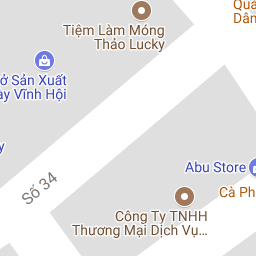 Tiệm Làm Móng
Thảo Lucky
Quá
Dân
ở Sản Xuất
ày Vĩnh Hội
y
Số 34
Abu Store
Cà Ph
Công Ty TNHH
Thương Mại Dịch Vụ...